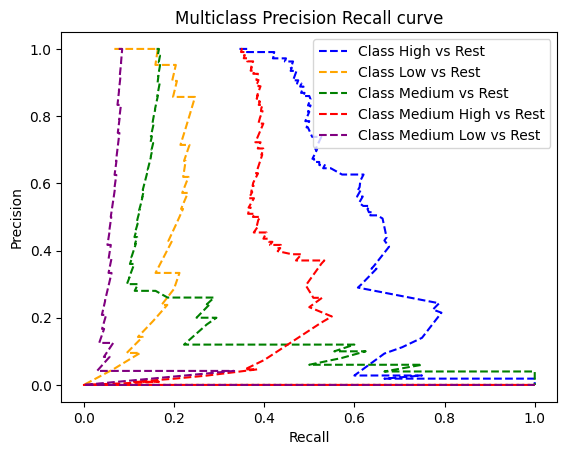 Multiclass Precision Recall curve
Class High vs Rest
Class Low vs Rest
Class Medium vs Rest
Class Medium High vs Rest
Class Medium Low vs Rest
Precision
1.0
0.8
0.6
0.4
0.2
0.0
0.0 0.2 0.4 0.6 0.8 1.0
Recall